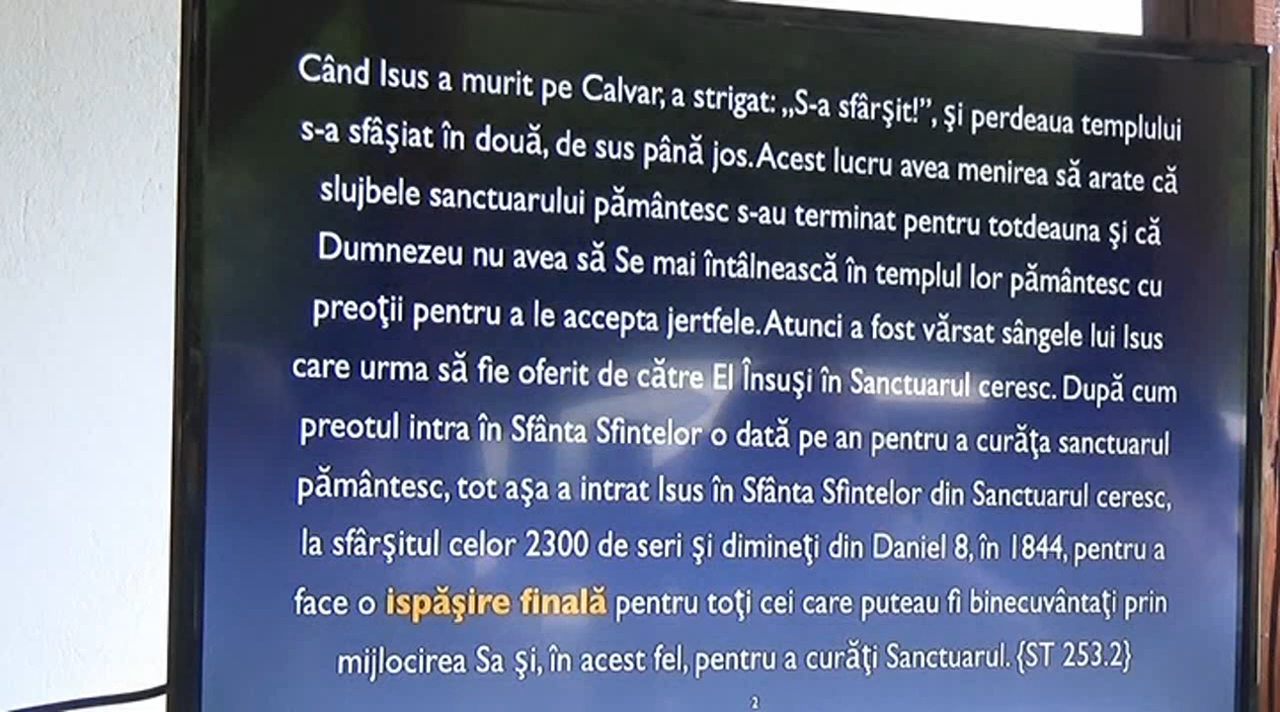 Când Isus a murit pe Calvar, a strigat: „S-a sfârşit!”, şi perdeaua templului
s-a sfâşiat în două, de sus până jos. Acest lucru avea menirea să arate că
slujbele sanctuarului pământesc s-au terminat pentru totdeauna şi că
Dumnezeu nu avea să Se mai întâlnească în templul lor pământesc cu
preoţii pentru a le accepta jertfele. Atunci a fost vărsat sângele lui Isus
care urma să fie oferit de către El Însuşi în Sanctuarul ceresc. După cum
preotul intra în Sfânta Sfintelor o dată pe an pentru a curăţa sanctuarul
pământesc, tot aşa a intrat Isus în Sfânta Sfintelor din Sanctuarul ceresc,
la sfârşitul celor 2300 de seri şi dimineţi din Daniel 8, în 1844, pentru a
face o ispăşire finală pentru toţi cei care puteau fi binecuvântaţi prin
mijlocirea Sa şi, în acest fel, pentru a curăţi Sanctuarul. {ST 253.2}
2